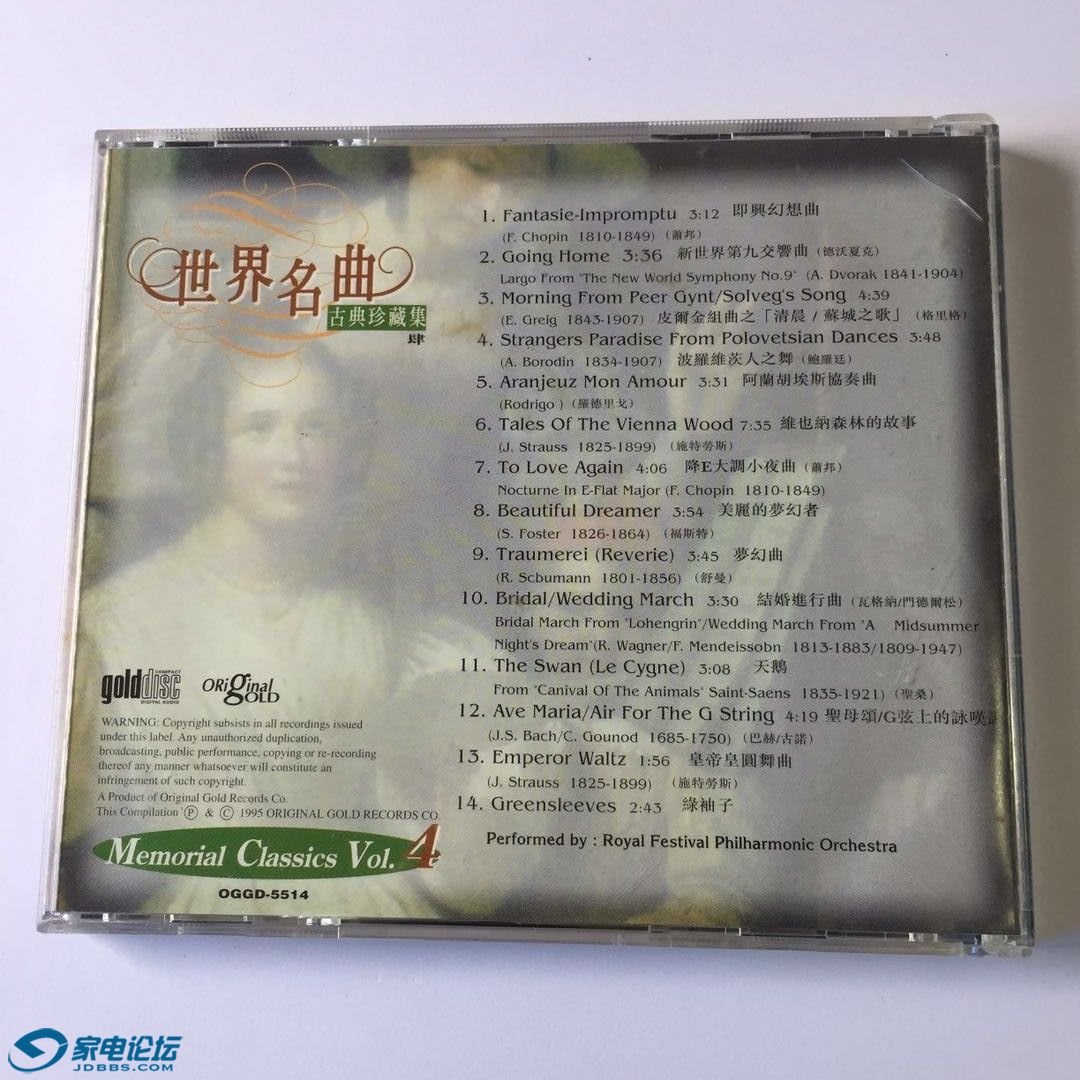 世界名曲
古典珍藏集
肆
1. Fantasie-Impromptu 3:12 即興幻想曲
(F. Chopin 1810-1849) (蕭邦)
2. Going Home 3:36 新世界第九交響曲 (德沃夏克)
Largo From "The New World Symphony No.9" (A. Dvorak 1841-1904)
3. Morning From Peer Gynt/Solveg's Song 4:39
(E. Greig 1843-1907) 皮爾金組曲之「清晨/蘇城之歌」(格里格)
4. Strangers Paradise From Polovetsian Dances 3:48
(A. Borodin 1834-1907) 波羅維茨人之舞 (鮑羅廷)
5. Aranjeuz Mon Amour 3:31 阿蘭胡埃斯協奏曲
(Rodrigo) (羅德里戈)
6. Tales Of The Vienna Wood 7:35 維也納森林的故事
(J. Strauss 1825-1899) (施特勞斯)
7. To Love Again 4:06 降E大調小夜曲 (蕭邦)
Nocturne In E-Flat Major (F. Chopin 1810-1849)
8. Beautiful Dreamer 3:54 美麗的夢幻者
(S. Foster 1826-1864) (福斯特)
9. Traumerei (Reverie) 3:45 夢幻曲
(R. Scbumann 1801-1856) (舒曼)
10. Bridal/Wedding March 3:30 結婚進行曲 (瓦格納/門德爾松)
Bridal March From "Lohengrin"/Wedding March From "A Midsummer
Night's Dream"(R. Wagner/F. Mendeissobn 1813-1883/1809-1947)
11. The Swan (Le Cygne) 3:08 天鵝
From "Canival Of The Animals" Saint-Saens 1835-1921) (聖桑)
12. Ave Maria/Air For The G String 4:19 聖母頌/G弦上的詠嘆
(J.S. Bach/C. Gounod 1685-1750) (巴赫/古諾)
13. Emperor Waltz 1:56 皇帝皇圓舞曲
(J. Strauss 1825-1899) (施特勞斯)
14. Greensleeves 2:43 綠袖子
Performed by : Royal Festival Philharmonic Orchestra
golddisc COMPACT DIGITAL AUDIO
ORiginal GOLD
WARNING: Copyright subsists in all recordings issued
under this label. Any unauthorized duplication,
broadcasting, public performance, copying or re-recording
thereof any manner whatsoever will constitute an
infringement of such copyright.
A Product of Original Gold Records Co.
This Compilation Ⓟ & © 1995 ORIGINAL GOLD RECORDS CO.
Memorial Classics Vol. 4
OGGD-5514
家电论坛
JDBBS.COM